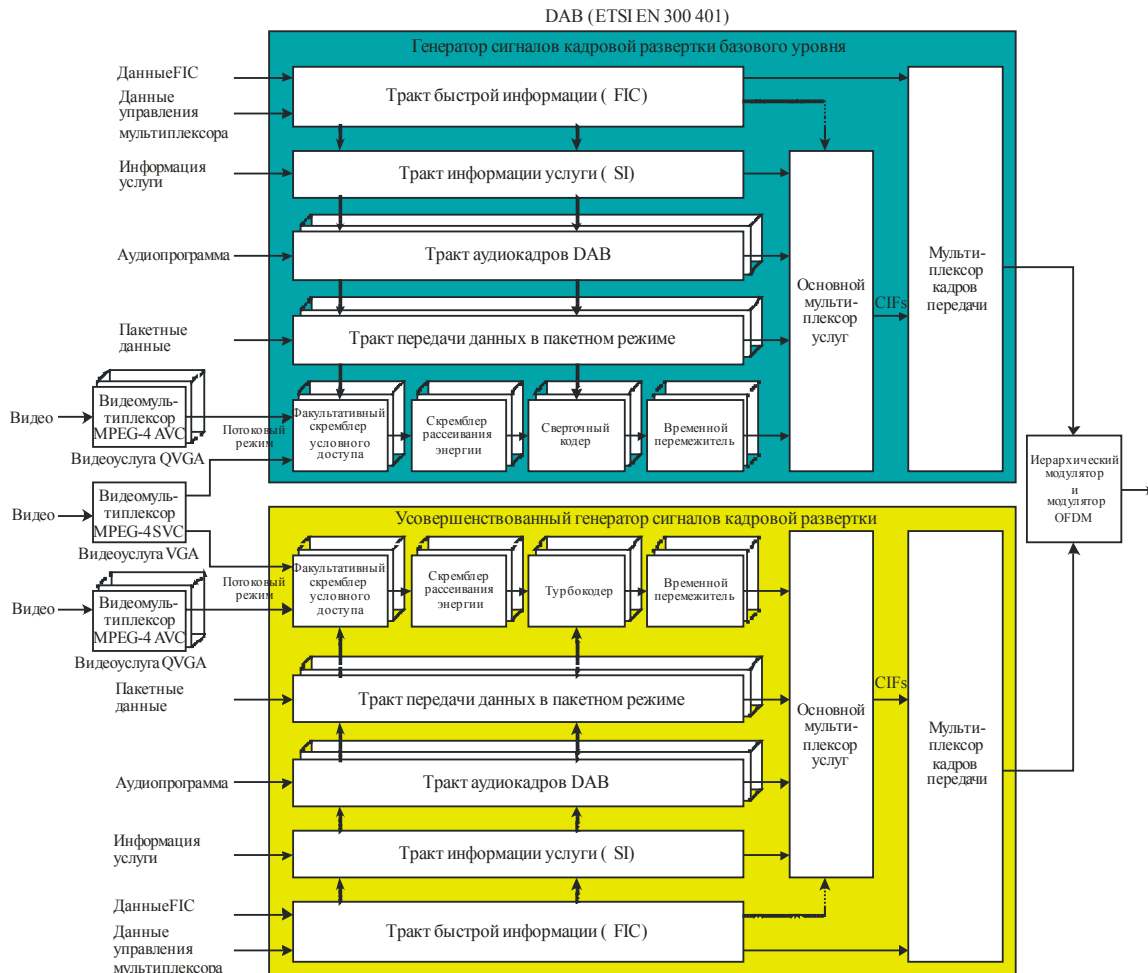 DAB (ETSI EN 300 401)
Генератор сигналов кадровой развертки базового уровня
ДанныеFIC
Данные
управления
мультиплексора
Тракт быстрой информации ( FIC)
Информация
услуги
Тракт информации услуги ( SI)
Аудиопрограмма
Тракт аудиокадров DAB
Пакетные
данные
Тракт передачи данных в пакетном режиме
Основной
мульти-
плексор
услуг
CIFs
Мульти-
плексор
кадров
передачи
Видео
Видеомуль-
типлексор
MPEG-4 AVC
Видеоуслуга QVGA
Потоковый
режим
Факультативный
скремблер
условного
доступа
Скремблер
рассеивания
энергии
Сверточный
кодер
Временной
перемежитель
Видео
Видеомуль-
типлексор
MPEG-4 SVC
Видеоуслуга VGA
Иерархический
модулятор
и
модулятор
OFDM
Усовершенствованный генератор сигналов кадровой развертки
Видео
Видеомуль-
типлексор
MPEG-4 AVC
Видеоуслуга QVGA
Потоковый
режим
Факультативный
скремблер
условного
доступа
Скремблер
рассеивания
энергии
Турбокодер
Временной
перемежитель
Пакетные
данные
Тракт передачи данных в пакетном режиме
Основной
мульти-
плексор
услуг
CIFs
Мульти-
плексор
кадров
передачи
Аудиопрограмма
Тракт аудиокадров DAB
Информация
услуги
Тракт информации услуги ( SI)
ДанныеFIC
Данные
управления
мультиплексора
Тракт быстрой информации ( FIC)